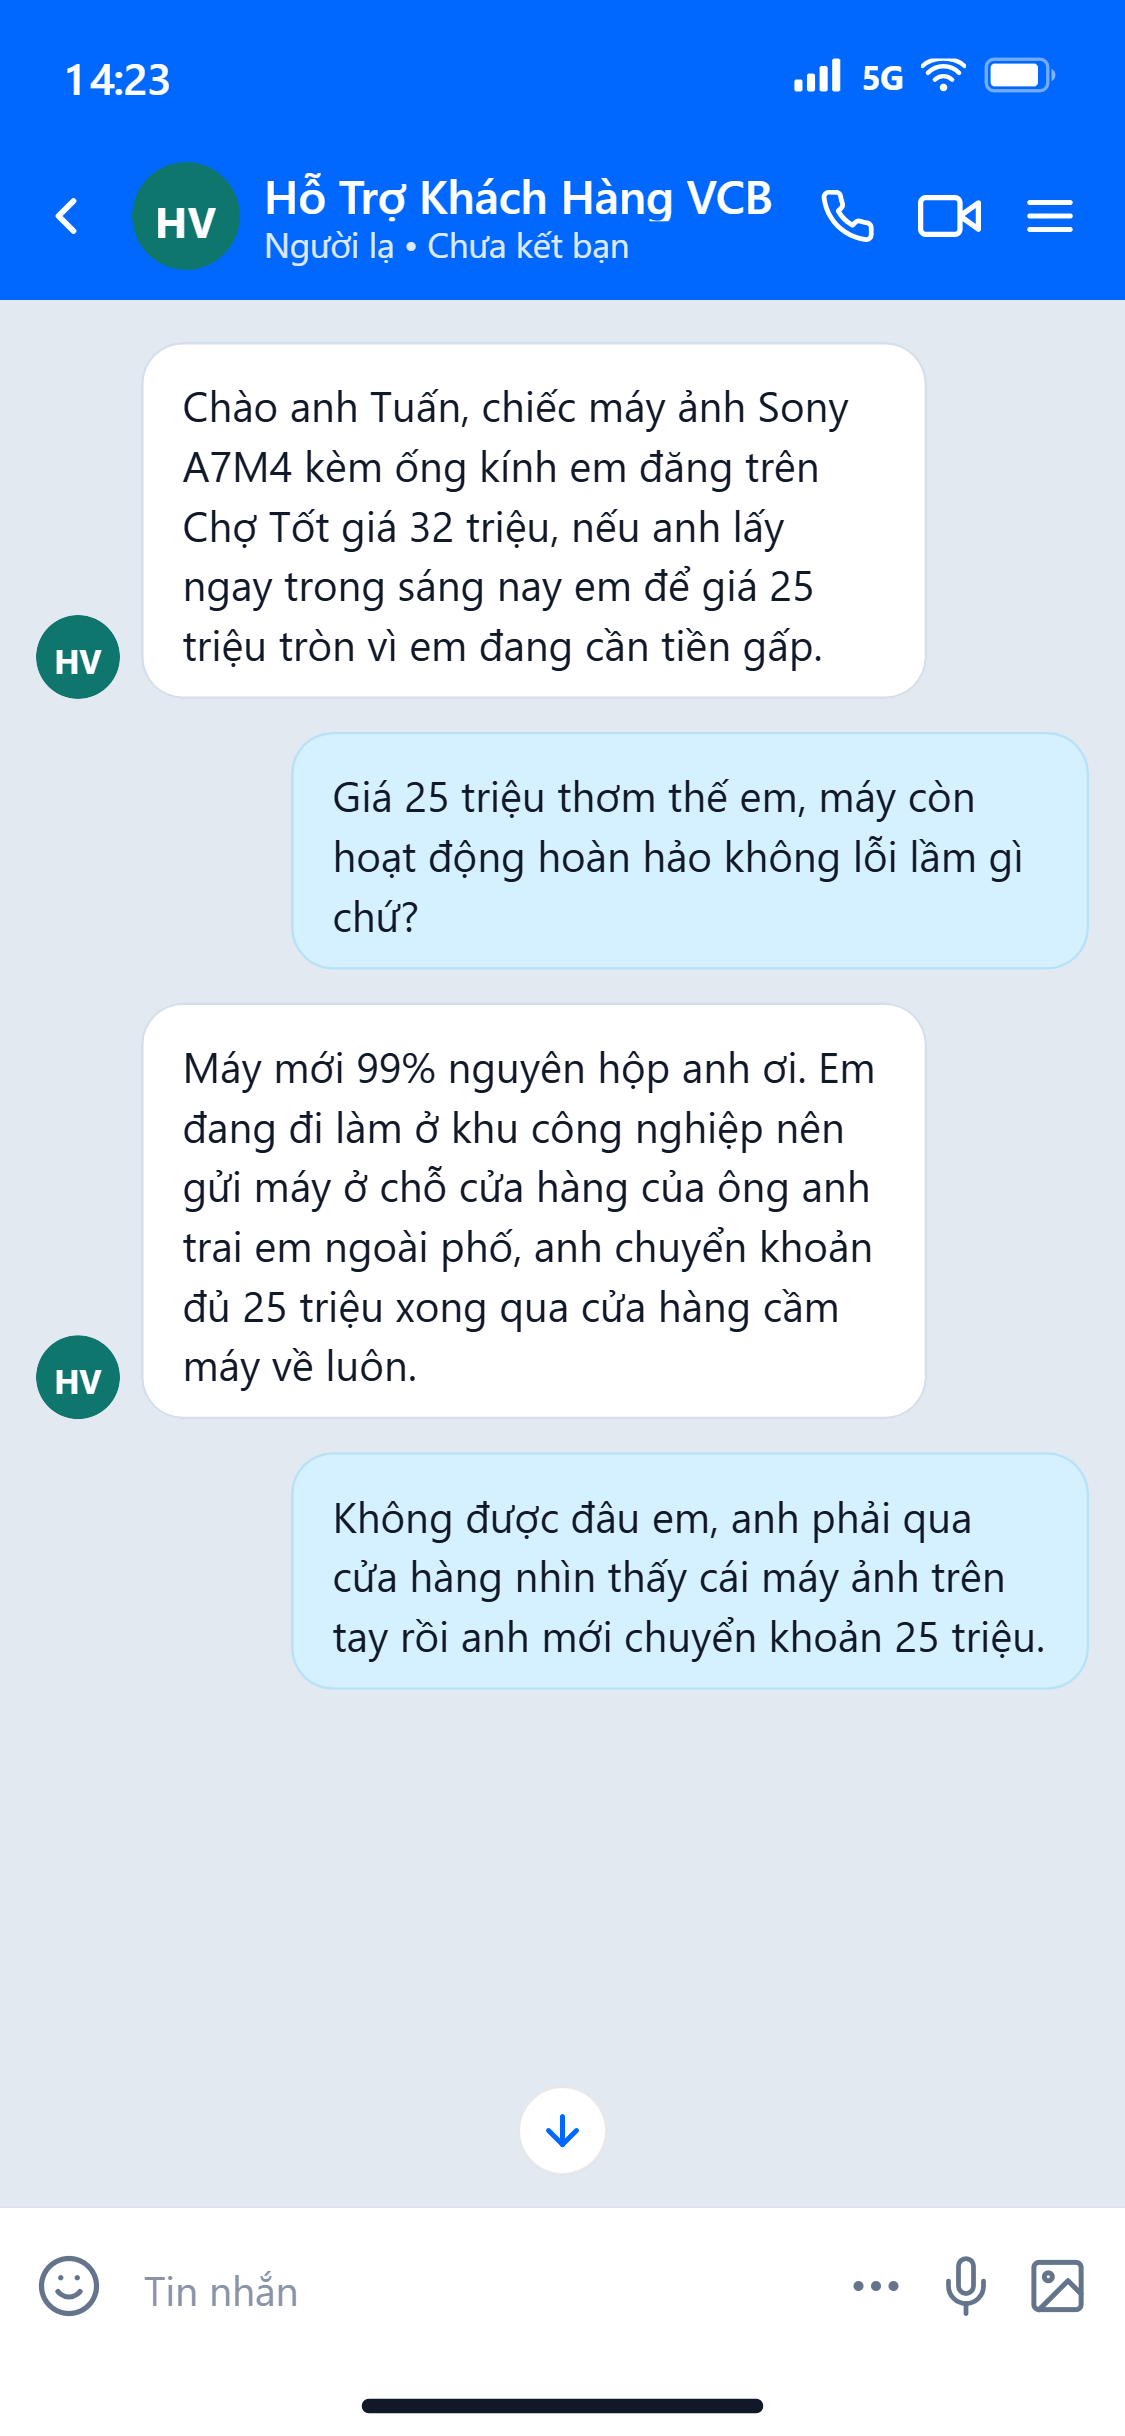 14:23
5G
HV
Hỗ Trợ Khách Hàng VCB
Người lạ • Chưa kết bạn
Chào anh Tuấn, chiếc máy ảnh Sony
A7M4 kèm ống kính em đăng trên
Chợ Tốt giá 32 triệu, nếu anh lấy
ngay trong sáng nay em để giá 25
triệu tròn vì em đang cần tiền gấp.
HV
Giá 25 triệu thơm thế em, máy còn
hoạt động hoàn hảo không lỗi lầm gì
chứ?
Máy mới 99% nguyên hộp anh ơi. Em
đang đi làm ở khu công nghiệp nên
gửi máy ở chỗ cửa hàng của ông anh
trai em ngoài phố, anh chuyển khoản
đủ 25 triệu xong qua cửa hàng cầm
máy về luôn.
HV
Không được đâu em, anh phải qua
cửa hàng nhìn thấy cái máy ảnh trên
tay rồi anh mới chuyển khoản 25 triệu.
Tin nhắn